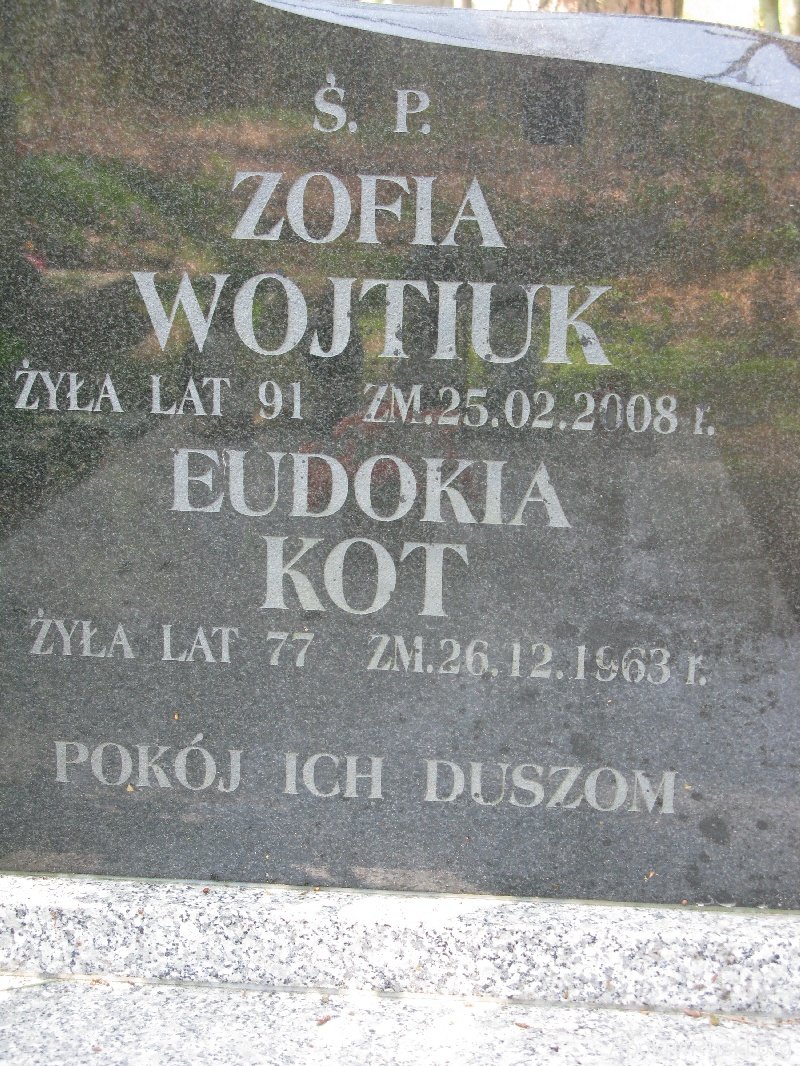 Ś. P.
ZOFIA
WOJTIUK
ŻYŁA LAT 91 ZM. 25.02.2008 r.
EUDOKIA
KOT
ŻYŁA LAT 77 ZM. 26.12.1963 r.
POKÓJ ICH DUSZOM